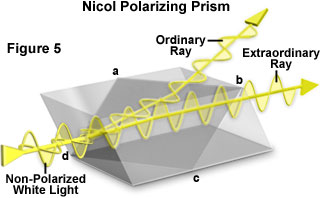 Nicol Polarizing Prism
Figure 5
Ordinary
Ray
Extraordinary
Ray
a
b
d
c
Non-Polarized
White Light